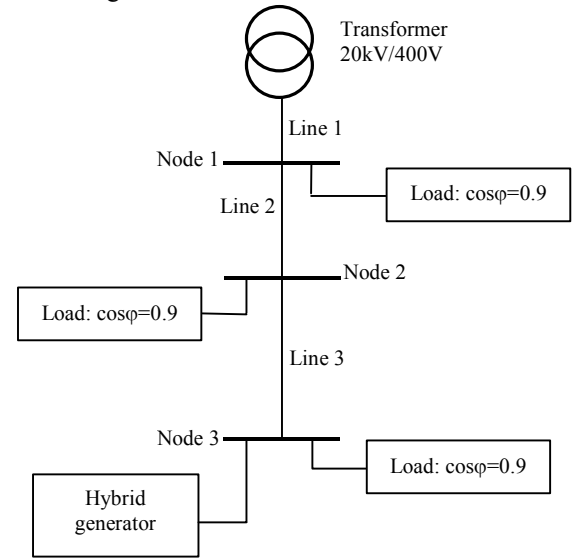 Transformer
20kV/400V
Line 1
Node 1
Load: cosφ=0.9
Line 2
Node 2
Load: cosφ=0.9
Line 3
Node 3
Load: cosφ=0.9
Hybrid
generator